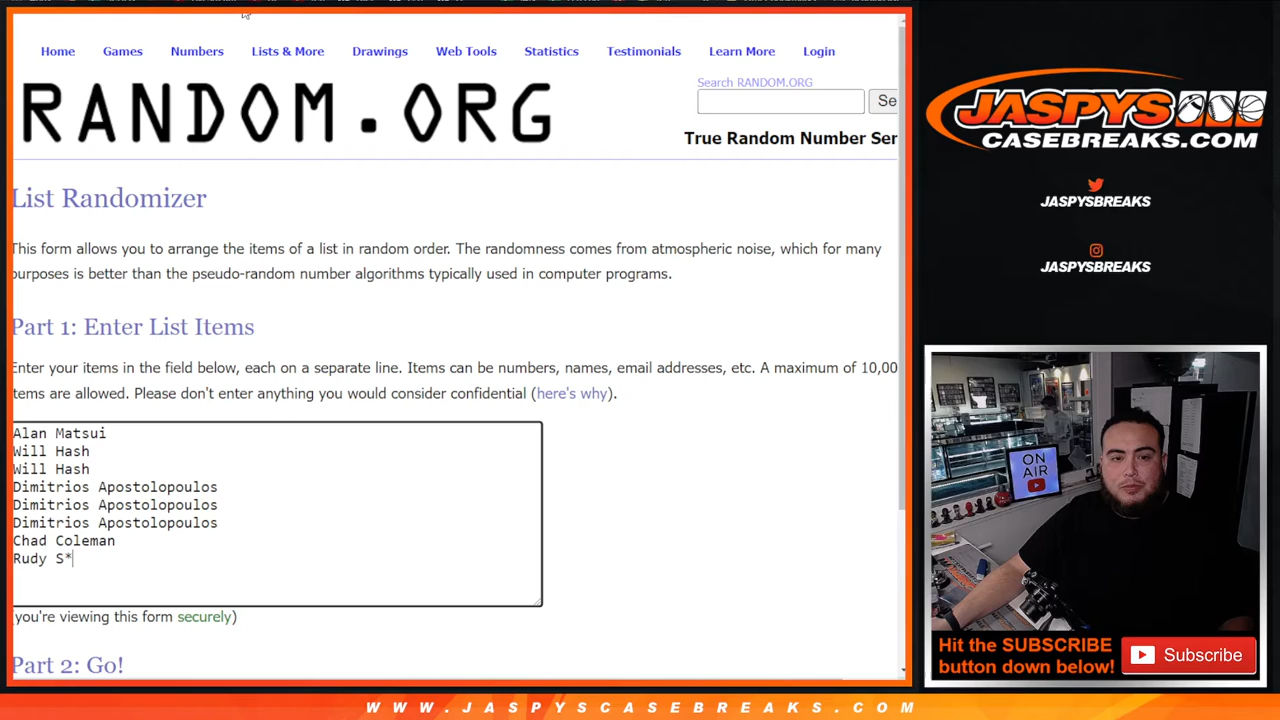 Home Games Numbers Lists & More Drawings Web Tools Statistics Testimonials Learn More Login
Search RANDOM.ORG
RANDOM.ORG
Se
True Random Number Ser
List Randomizer
This form allows you to arrange the items of a list in random order. The randomness comes from atmospheric noise, which for many
purposes is better than the pseudo-random number algorithms typically used in computer programs.
Part 1: Enter List Items
Enter your items in the field below, each on a separate line. Items can be numbers, names, email addresses, etc. A maximum of 10,00
items are allowed. Please don't enter anything you would consider confidential (here's why).
Alan Matsui
Will Hash
Will Hash
Dimitrios Apostolopoulos
Dimitrios Apostolopoulos
Dimitrios Apostolopoulos
Chad Coleman
Rudy S*
(you're viewing this form securely)
Part 2: Go!
JASPYS
CASEBREAKS.COM
JASPYSBREAKS
JASPYSBREAKS
ON
AIR
Hit the SUBSCRIBE
button down below!
Subscribe
WWW.JASPYSCASEBREAKS.COM